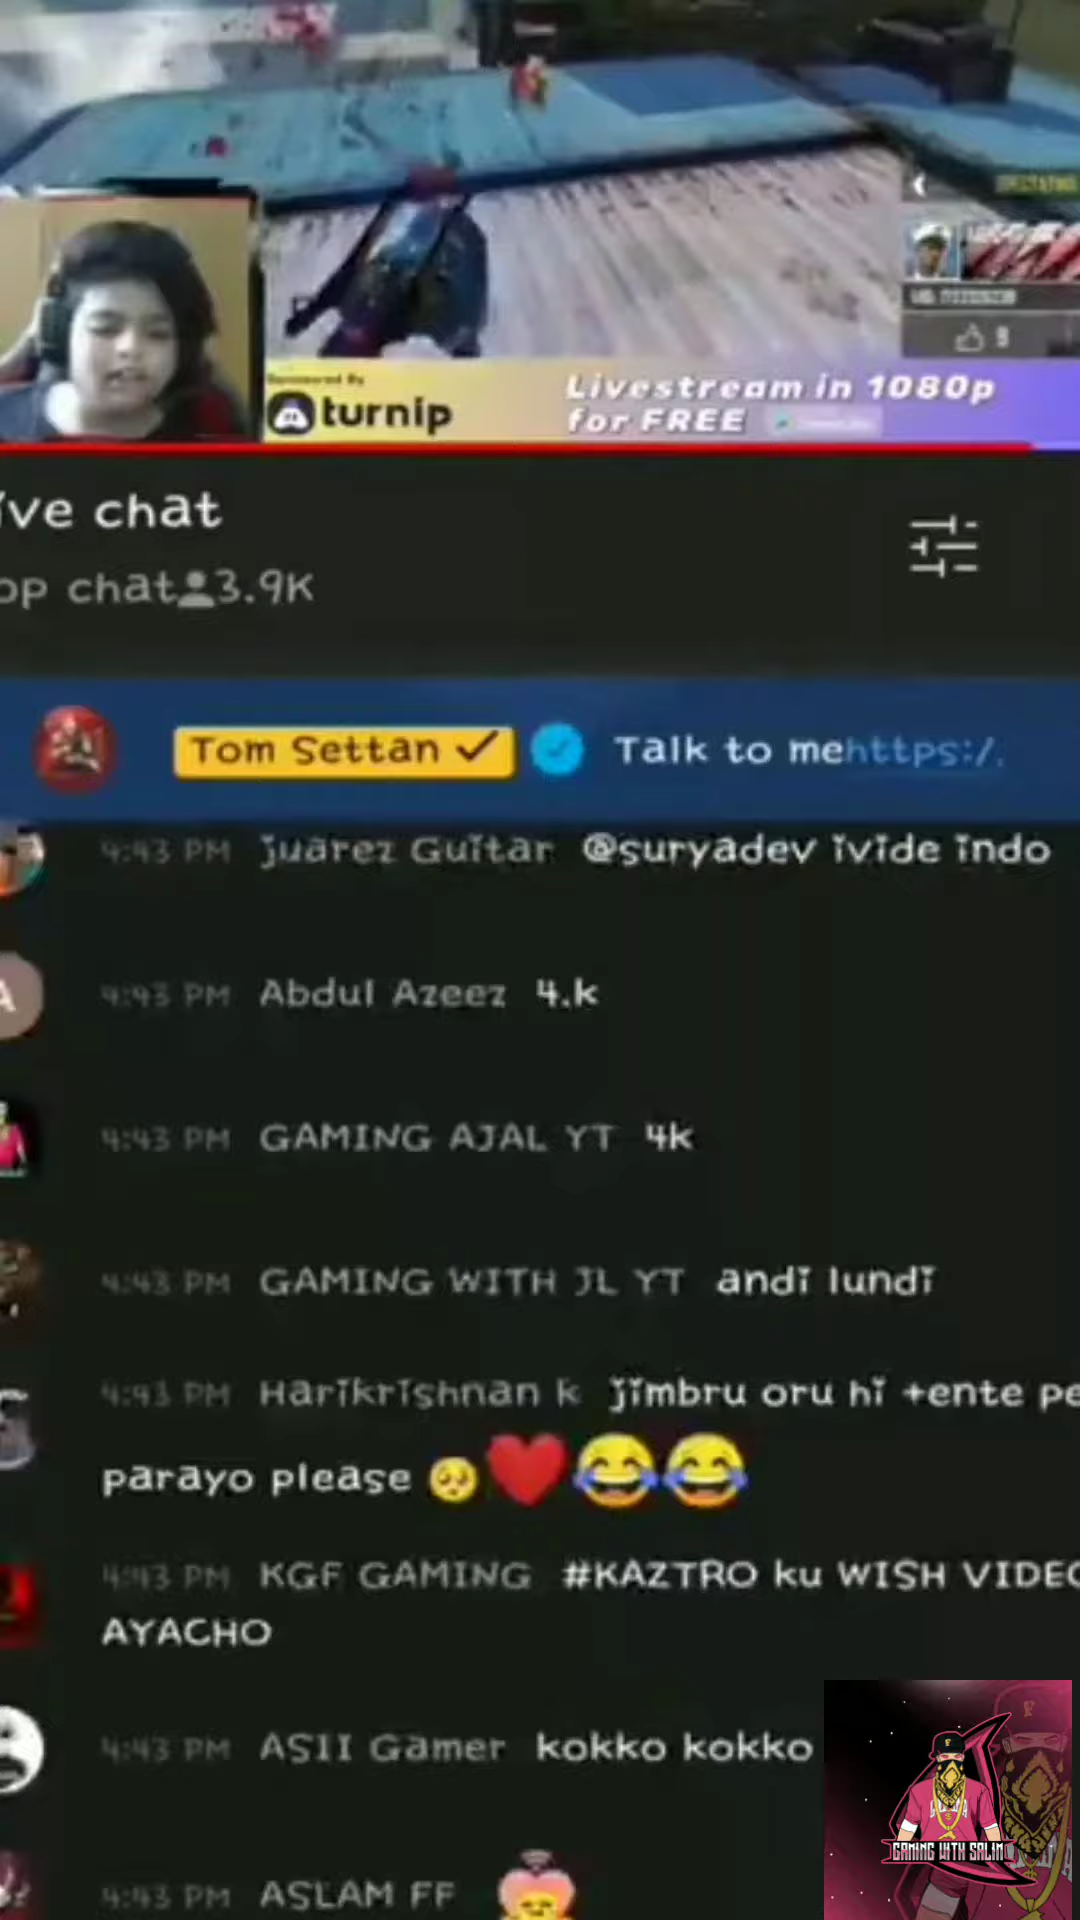 Sponsored By
turnip
Livestream in 1080p
for FREE
ive chat
op chat 3.9K
Tom Settan Talk to me https:/.
4:43 PM juarez Guitar @suryadev ivide indo
A
4:43 PM Abdul Azeez 4.k
4:43 PM GAMING AJAL YT 4k
4:43 PM GAMING WITH JL YT andi lundi
4:43 PM Harikrishnan k jimbru oru hi +ente pe
parayo please 🥺❤️😂😂
4:43 PM KGF GAMING #KAZTRO ku WISH VIDEO
AYACHO
4:43 PM ASII Gamer kokko kokko
GAMING WITH SALIM
4:43 PM ASLAM FF